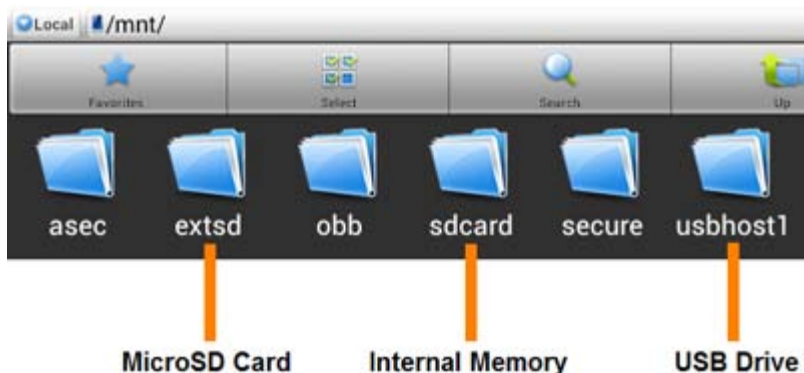 Local /mnt/
Favorites Select Search Up
asec extsd obb sdcard secure usbhost1
MicroSD Card Internal Memory USB Drive